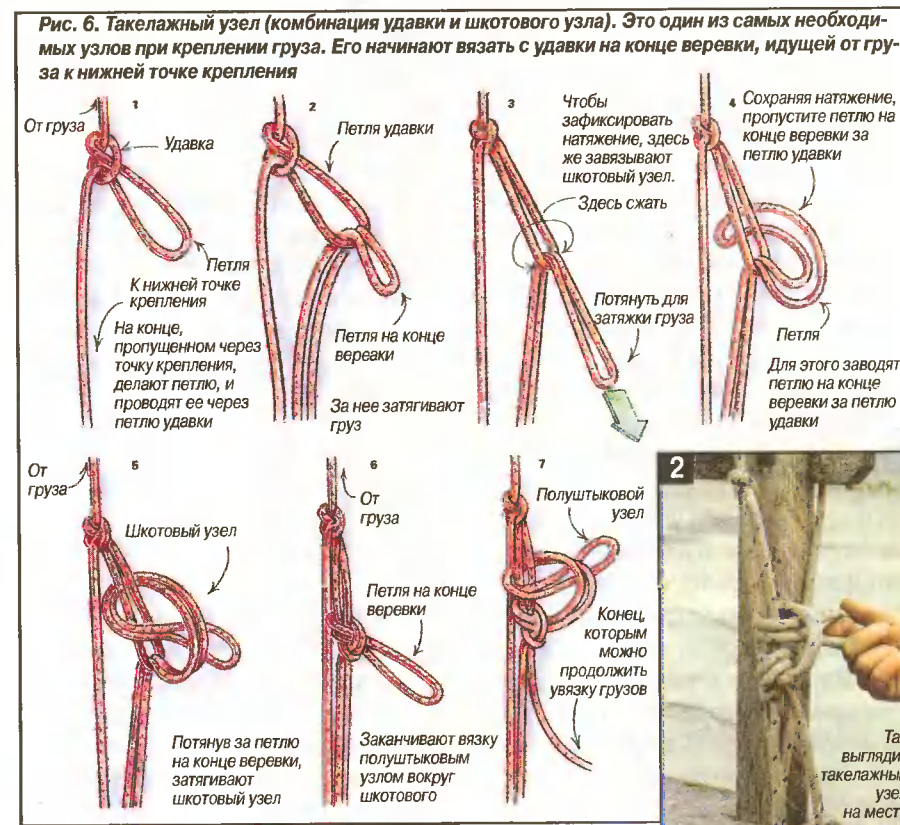 Рис. 6. Такелажный узел (комбинация удавки и шкотового узла). Это один из самых необходи-
мых узлов при креплении груза. Его начинают вязать с удавки на конце веревки, идущей от гру-
за к нижней точке крепления
1
От груза
Удавка
Петля
К нижней точке
крепления
На конце,
пропущенном через
точку крепления,
делают петлю, и
проводят ее через
петлю удавки
2
Петля удавки
Петля на конце
вереаки
За нее затягивают
груз
3
Чтобы
зафиксировать
натяжение, здесь
же завязывают
шкотовый узел.
Здесь сжать
Потянуть для
затяжки груза
4
Сохраняя натяжение,
пропустите петлю на
конце веревки за
петлю удавки
Петля
Для этого заводят
петлю на конце
веревки за петлю
удавки
5
От
груза
Шкотовый узел
Потянув за петлю
на конце веревки,
затягивают
шкотовый узел
6
От
груза
Петля на конце
веревки
Заканчивают вязку
полуштыковым
узлом вокруг
шкотового
7
Полуштыковой
узел
Конец,
которым
можно
продолжить
увязку грузов
2
Та
выгляди
такелажны
узе
на мест